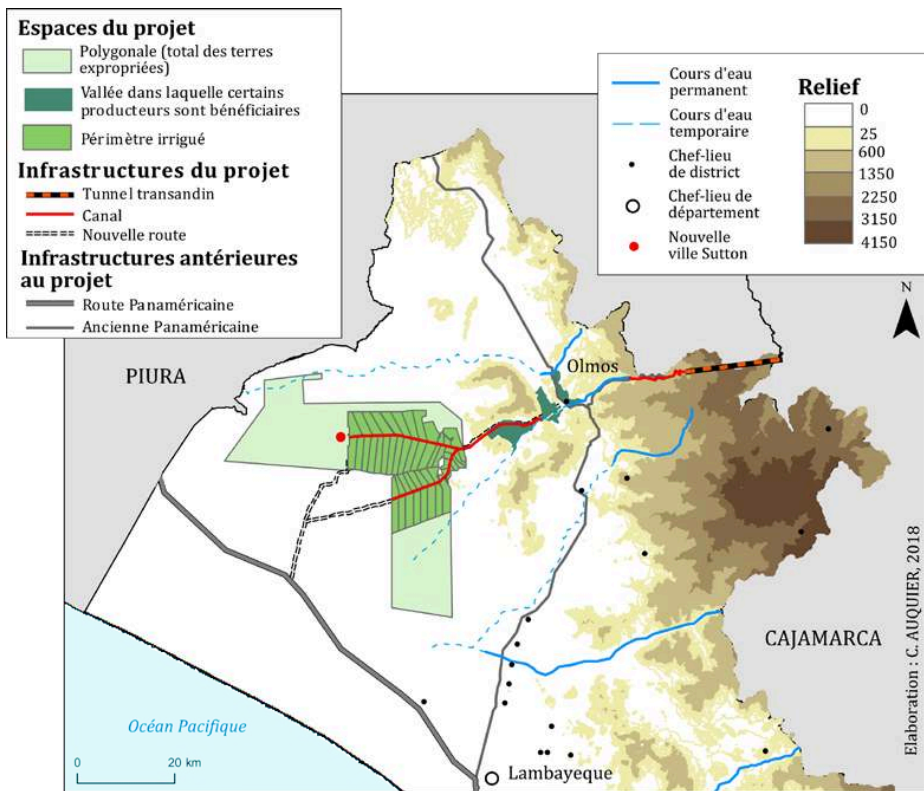 Espaces du projet
Polygonale (total des terres
expropriées)
Vallée dans laquelle certains
producteurs sont bénéficiaires
Périmètre irrigué
Infrastructures du projet
Tunnel transandin
Canal
Nouvelle route
Infrastructures antérieures
au projet
Route Panaméricaine
Ancienne Panaméricaine
Cours d'eau
permanent
Cours d'eau
temporaire
Chef-lieu
de district
Chef-lieu de
département
Nouvelle
ville Sutton
Relief
0
25
600
1350
2250
3150
4150
N
PIURA
Olmos
CAJAMARCA
Océan Pacifique
0
20 km
Lambayeque
Elaboration : C. AUQUIER, 2018